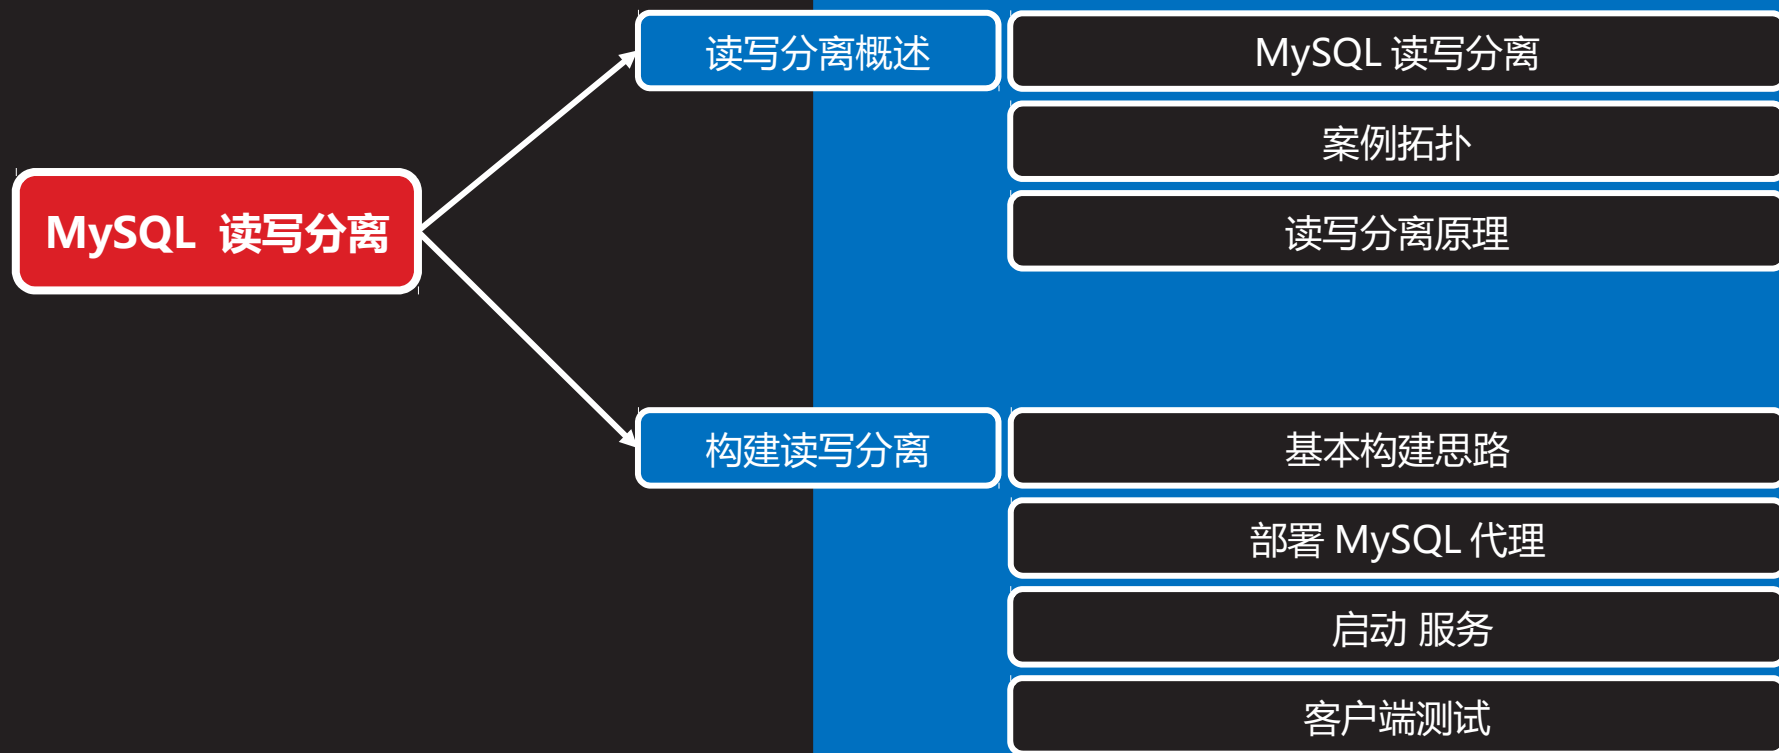 MySQL 读写分离
读写分离概述
MySQL 读写分离
案例拓扑
读写分离原理
构建读写分离
基本构建思路
部署 MySQL 代理
启动 服务
客户端测试